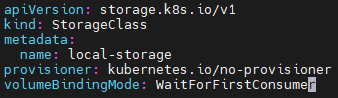 apiVersion: storage.k8s.io/v1
kind: StorageClass
metadata:
  name: local-storage
provisioner: kubernetes.io/no-provisioner
volumeBindingMode: WaitForFirstConsumer